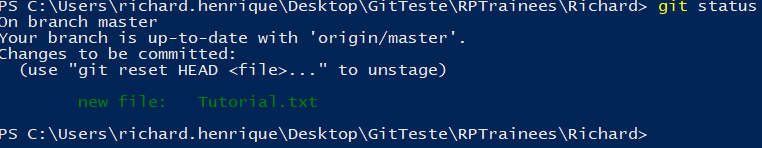 PS C:\Users\richard.henrique\Desktop\GitTeste\RPTrainees\Richard> git status
On branch master
Your branch is up-to-date with 'origin/master'.
Changes to be committed:
  (use "git reset HEAD <file>..." to unstage)
        new file:   Tutorial.txt
PS C:\Users\richard.henrique\Desktop\GitTeste\RPTrainees\Richard>